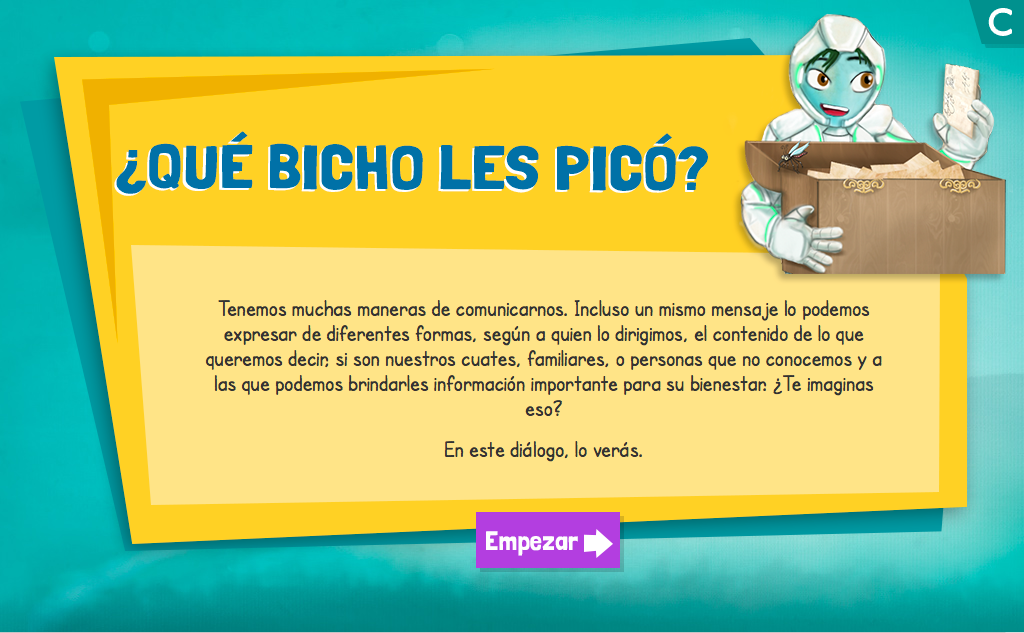 C
¿QUÉ BICHO LES PICÓ?
Tenemos muchas maneras de comunicarnos. Incluso un mismo mensaje lo podemos
expresar de diferentes formas, según a quien lo dirigimos, el contenido de lo que
queremos decir, si son nuestros cuates, familiares, o personas que no conocemos y a
las que podemos brindarles información importante para su bienestar. ¿Te imaginas
eso?
En este diálogo, lo verás.
Empezar